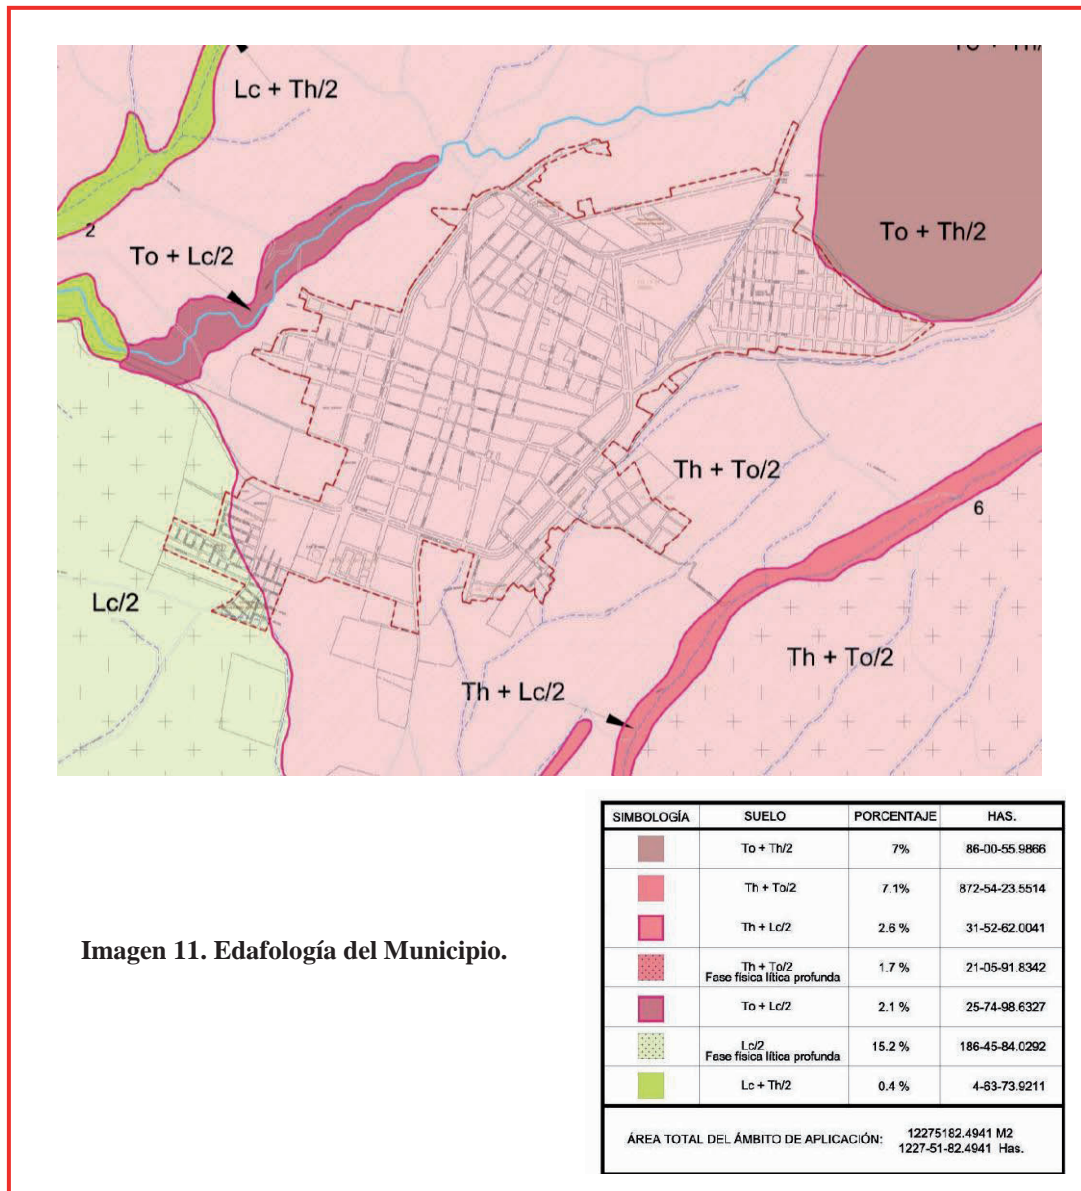 To + Th/2
Lc + Th/2
2
To + Lc/2
To + Th/2
Th + To/2
6
Lc/2
Th + To/2
Th + Lc/2
SIMBOLOGÍA SUELO PORCENTAJE HAS.
To + Th/2 7% 86-00-55.9866
Th + To/2 7.1% 872-54-23.5514
Th + Lc/2 2.6 % 31-52-62.0041
Th + To/2
Fase física lítica profunda 1.7 % 21-05-91.8342
To + Lc/2 2.1 % 25-74-98.6327
Lc/2
Fase física lítica profunda 15.2 % 186-45-84.0292
Lc + Th/2 0.4 % 4-63-73.9211
ÁREA TOTAL DEL ÁMBITO DE APLICACIÓN: 12275182.4941 M2
1227-51-82.4941 Has.
Imagen 11. Edafología del Municipio.